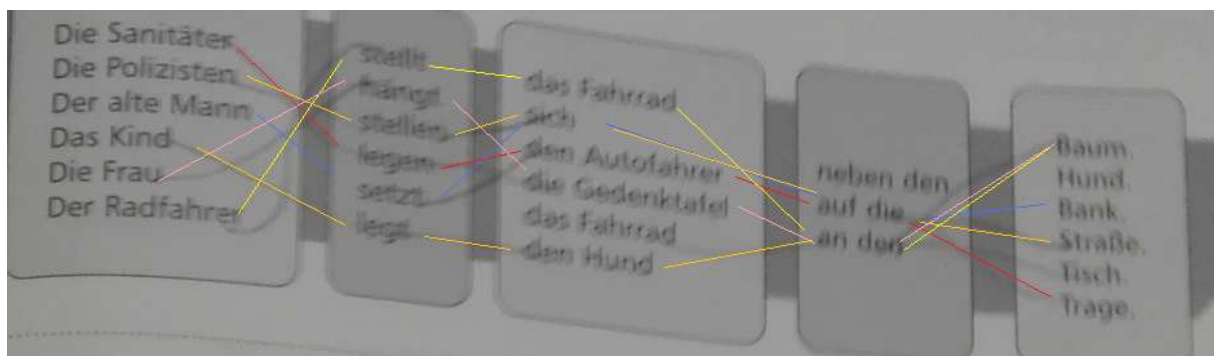 Die Sanitäter
Die Polizisten
Der alte Mann
Das Kind
Die Frau
Der Radfahrer
stellt
hängt
stellen
legen
setzt
legt
das Fahrrad
sich
den Autofahrer
die Gedenktafel
das Fahrrad
den Hund
neben den
auf die
an den
Baum.
Hund.
Bank.
Straße.
Tisch.
Trage.